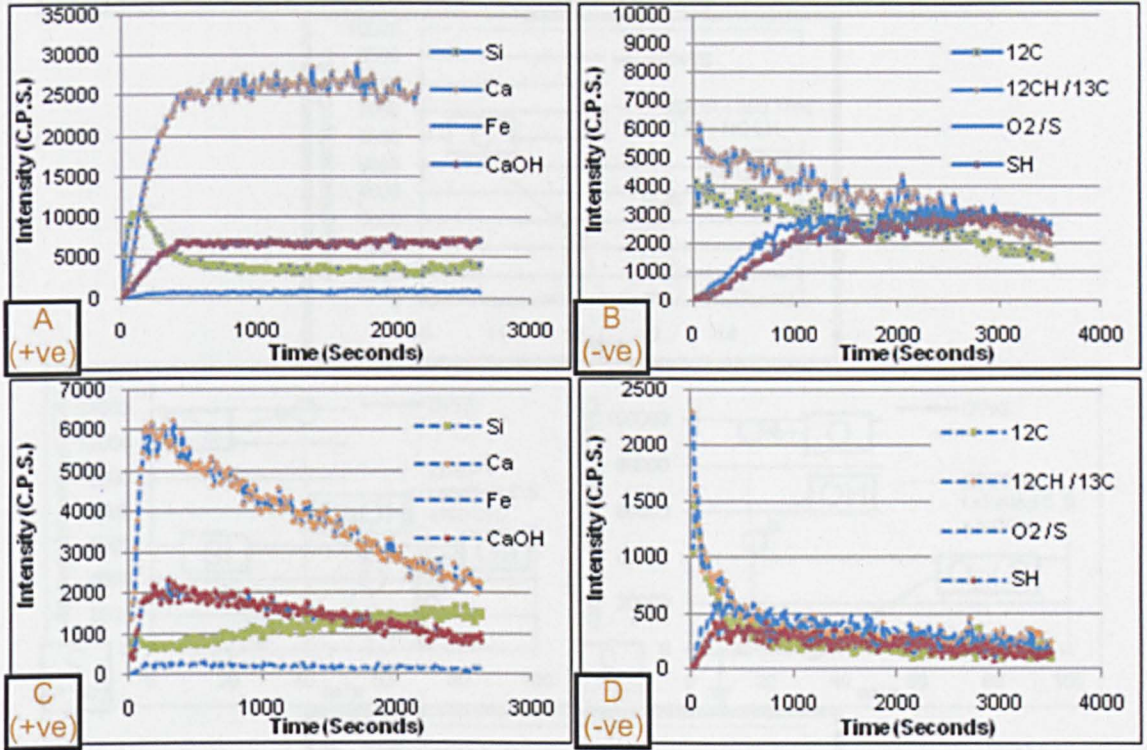 35000
30000
25000
20000
15000
10000
5000
0
Intensity (C.P.S.)
Si
Ca
Fe
CaOH
0 1000 2000 3000
Time (Seconds)
A
(+ve)
10000
9000
8000
7000
6000
5000
4000
3000
2000
1000
0
Intensity (C.P.S.)
12C
12CH /13C
O2/S
SH
0 1000 2000 3000 4000
Time (Seconds)
B
(-ve)
7000
6000
5000
4000
3000
2000
1000
0
Intensity (C.P.S.)
Si
Ca
Fe
CaOH
0 1000 2000 3000
Time (Seconds)
C
(+ve)
2500
2000
1500
1000
500
0
Intensity (C.P.S.)
12C
12CH /13C
O2/S
SH
0 1000 2000 3000 4000
Time (Seconds)
D
(-ve)